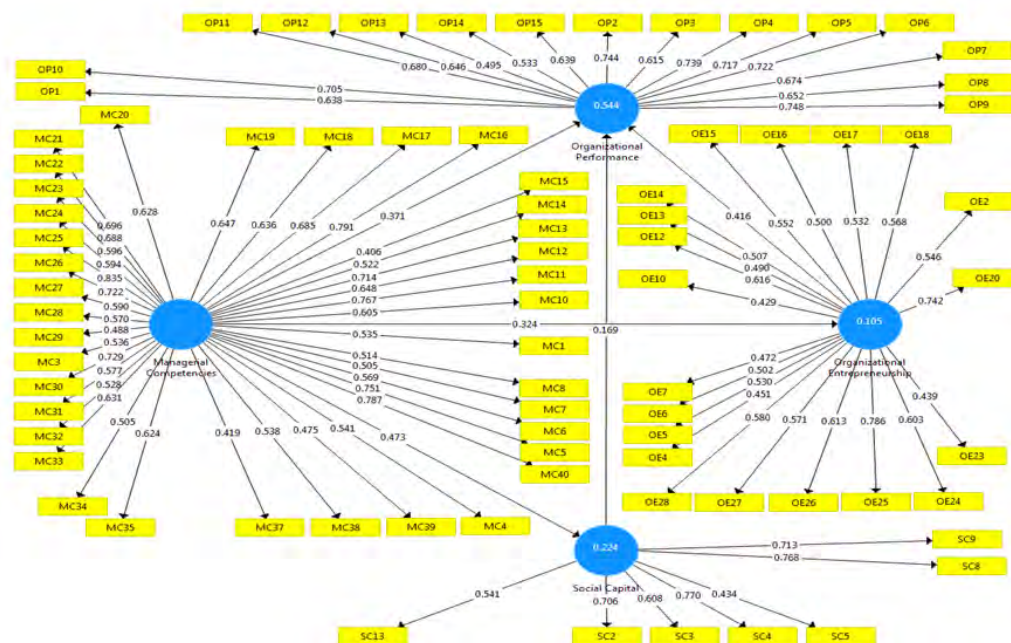 OP11 OP12 OP13 OP14 OP15 OP2 OP3 OP4 OP5 OP6
OP7
OP10
OP8
OP1
OP9
0.680 0.646 0.495 0.533 0.639 0.744 0.615 0.739 0.717 0.722
0.674
0.652
0.748
0.705
0.638
0.544
Organizational
Performance
MC20
MC19 MC18 MC17 MC16
MC21
MC22
MC23
MC24
MC25
MC26
MC27
MC28
MC29
MC3
MC30
MC31
MC32
MC33
MC34
MC35
MC37 MC38 MC39 MC4
0.628
0.647 0.636 0.685 0.791 0.371
0.696
0.688
0.596
0.594
0.835
0.722
0.590
0.570
0.488
0.536
0.729
0.577
0.528
0.631
0.505
0.624
0.419 0.538 0.475 0.541 0.473
Managerial
Competencies
MC15
MC14
MC13
MC12
MC11
MC10
MC1
MC8
MC7
MC6
MC5
MC40
0.406
0.522
0.714
0.648
0.767
0.605
0.324
0.535
0.514
0.505
0.569
0.751
0.787
0.169
OE15 OE16 OE17 OE18
OE14
OE13
OE12
OE10
OE2
OE20
0.416 0.552 0.500 0.532 0.568
0.546
0.742
0.507
0.490
0.616
0.429
0.105
Organizational
Entrepreneurship
0.472
0.502
0.530
0.451
0.580
0.571
0.613
0.786
0.603
0.439
OE7
OE6
OE5
OE4
OE28 OE27 OE26 OE25 OE24
OE23
0.224
Social Capital
0.713
0.768
SC9
SC8
0.541 0.706 0.608 0.770 0.434
SC13 SC2 SC3 SC4 SC5